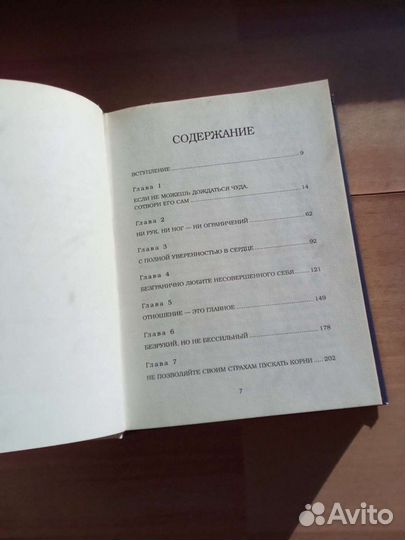 СОДЕРЖАНИЕ
ВСТУПЛЕНИЕ 9
Глава 1
ЕСЛИ НЕ МОЖЕШЬ ДОЖДАТЬСЯ ЧУДА,
СОТВОРИ ЕГО САМ 14
Глава 2
НИ РУК, НИ НОГ — НИ ОГРАНИЧЕНИЙ 62
Глава 3
С ПОЛНОЙ УВЕРЕННОСТЬЮ В СЕРДЦЕ 92
Глава 4
БЕЗГРАНИЧНО ЛЮБИТЕ НЕСОВЕРШЕННОГО СЕБЯ 121
Глава 5
ОТНОШЕНИЕ — ЭТО ГЛАВНОЕ 149
Глава 6
БЕЗРУКИЙ, НО НЕ БЕССИЛЬНЫЙ 178
Глава 7
НЕ ПОЗВОЛЯЙТЕ СВОИМ СТРАХАМ ПУСКАТЬ КОРНИ .... 202
7
Avito